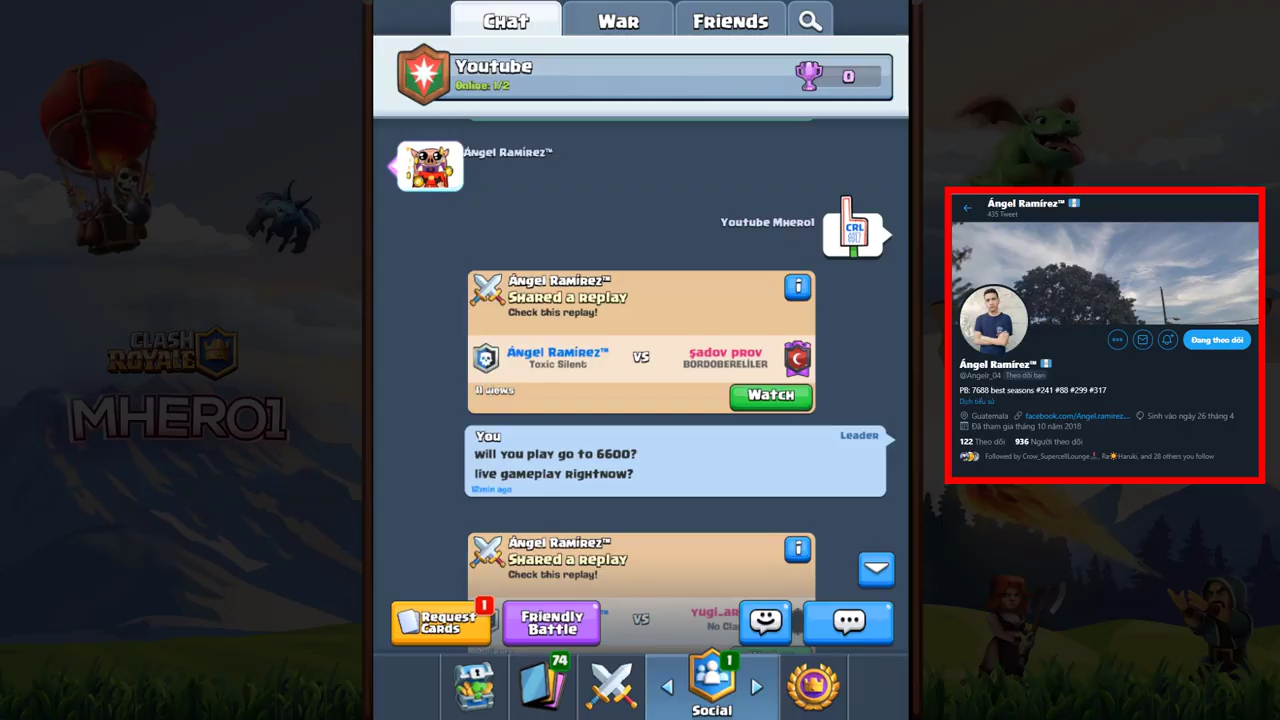 Chat
War
Friends
Youtube
Online: 1/2
0
Ángel Ramírez™
Youtube Mhero1
CRL
Ángel Ramírez™
Shared a replay
Check this replay!
Ángel Ramírez™
VS
şadov prov
Toxic Silent
BORDOBERELİLER
11 views
Watch
You
Leader
will you play go to 6600?
live gameplay rightnow?
12min ago
Ángel Ramírez™
Shared a replay
Check this replay!
VS
Yugi_ar
No Cla
Request
Cards
1
Friendly
Battle
74
1
Social
CLASH
ROYALE
MHERO1
Ángel Ramírez™
435 Tweet
Đang theo dõi
Ángel Ramírez™
@Angelr_04 Theo dõi bạn
PB: 7688 best seasons #241 #88 #299 #317
Dịch tiểu sử
Guatemala facebook.com/Angel.ramirez... Sinh vào ngày 26 tháng 4
Đã tham gia tháng 10 năm 2018
122 Theo dõi 936 Người theo dõi
Followed by Crow_SupercellLounge, Ra☀Haruki, and 28 others you follow